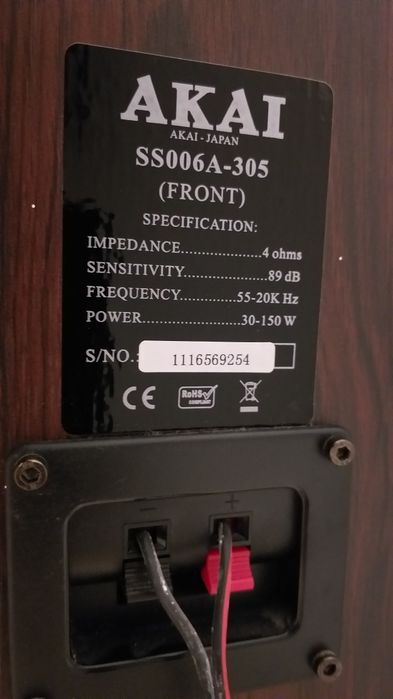 AKAI
AKAI - JAPAN
SS006A-305
(FRONT)
SPECIFICATION:
IMPEDANCE...................4 ohms
SENSITIVITY....................89 dB
FREQUENCY.............55-20K Hz
POWER.......................30-150 W
S/NO.: 1116569254
CE RoHS COMPLIANT
- +